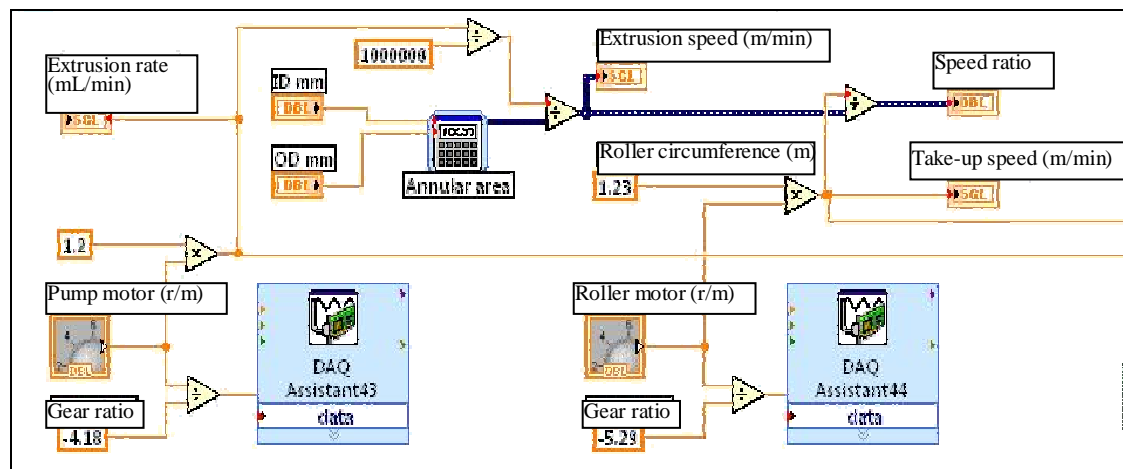 Extrusion speed (m/min)
1000000
Extrusion rate
(mL/min)
SGL
ID mm
DBL
SGL
Speed ratio
DBL
OD mm
DBL
Annular area
Roller circumference (m)
1.23
Take-up speed (m/min)
SGL
1.2
Pump motor (r/m)
DBL
DAQ
Assistant43
data
Gear ratio
-4.18
Roller motor (r/m)
DBL
DAQ
Assistant44
data
Gear ratio
-5.29